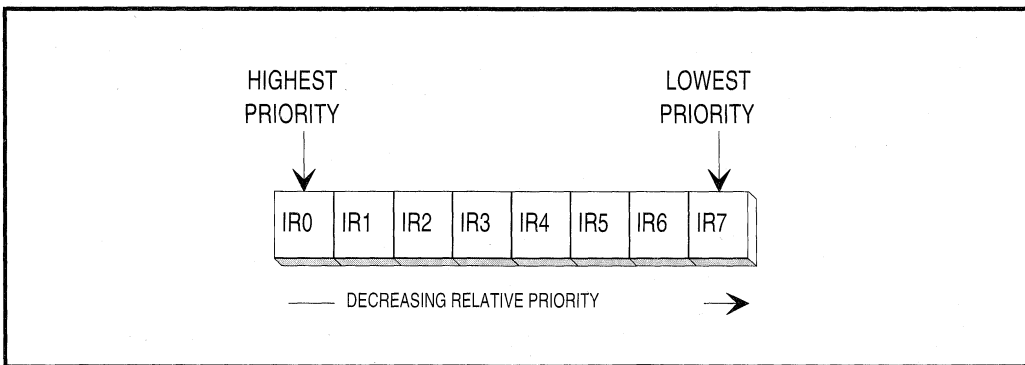 HIGHEST
PRIORITY
LOWEST
PRIORITY
IR0 IR1 IR2 IR3 IR4 IR5 IR6 IR7
DECREASING RELATIVE PRIORITY